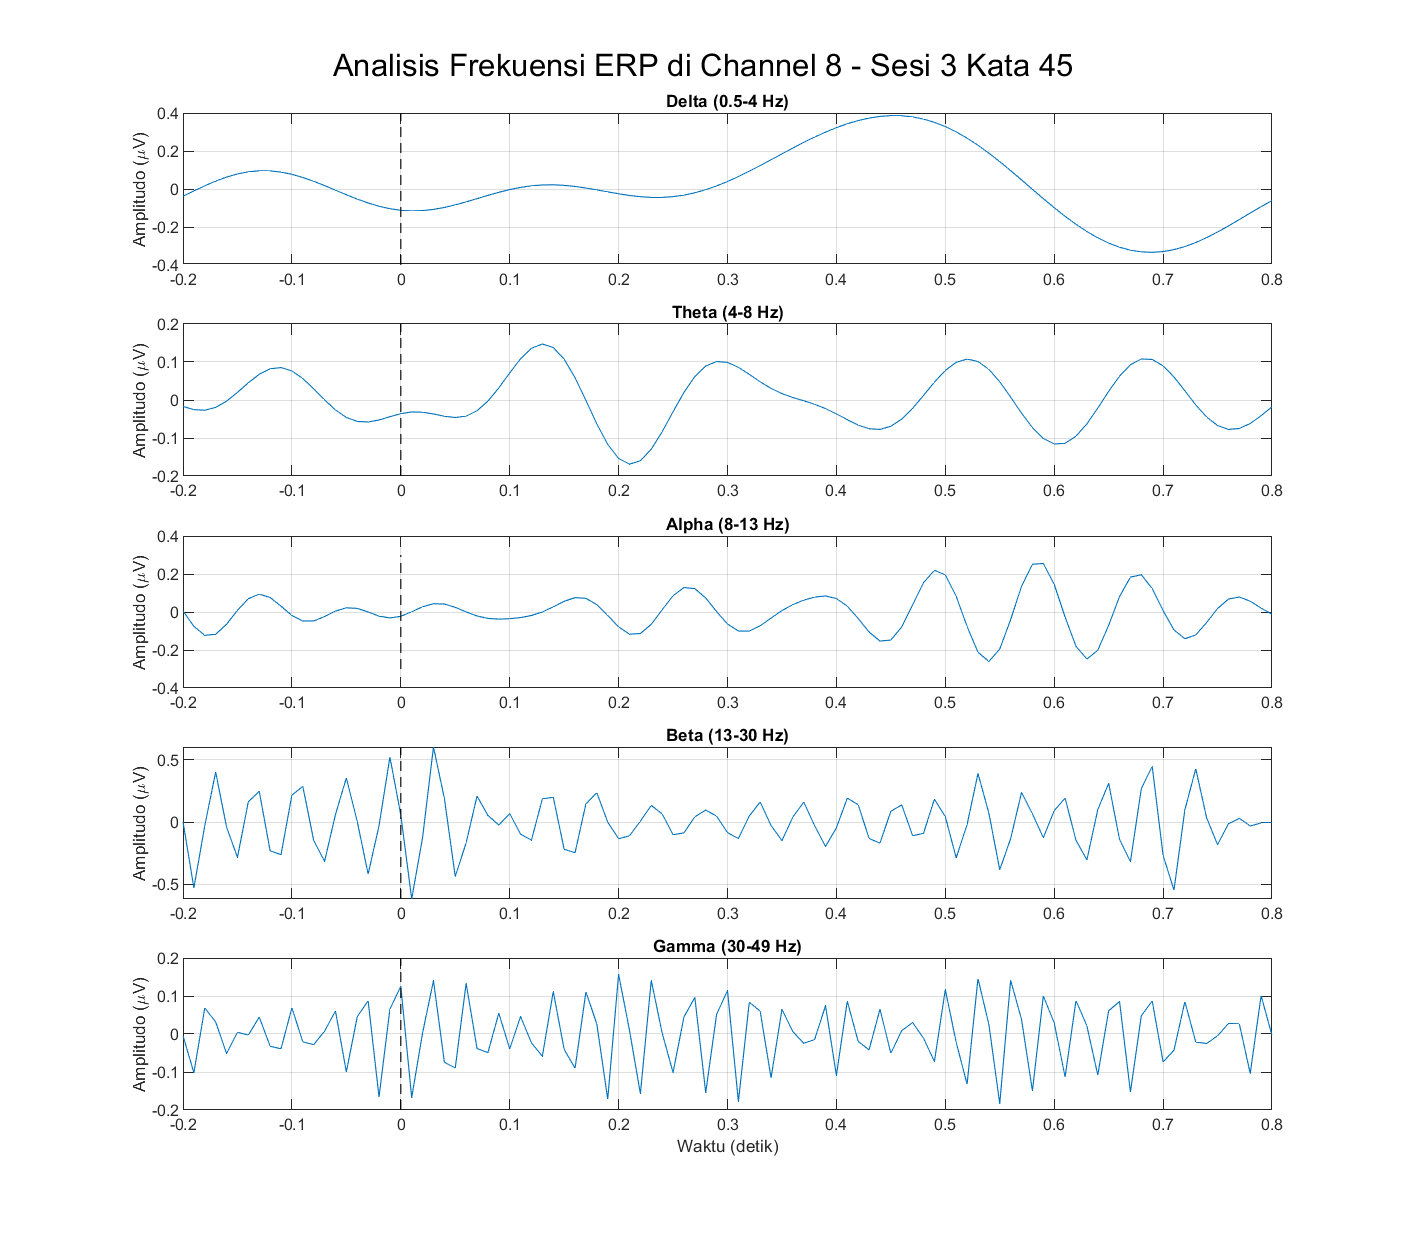 Analisis Frekuensi ERP di Channel 8 - Sesi 3 Kata 45
Delta (0.5-4 Hz)
Amplitudo (μV)
0.4
0.2
0
-0.2
-0.4
-0.2 -0.1 0 0.1 0.2 0.3 0.4 0.5 0.6 0.7 0.8
Theta (4-8 Hz)
Amplitudo (μV)
0.2
0.1
0
-0.1
-0.2
-0.2 -0.1 0 0.1 0.2 0.3 0.4 0.5 0.6 0.7 0.8
Alpha (8-13 Hz)
Amplitudo (μV)
0.4
0.2
0
-0.2
-0.4
-0.2 -0.1 0 0.1 0.2 0.3 0.4 0.5 0.6 0.7 0.8
Beta (13-30 Hz)
Amplitudo (μV)
0.5
0
-0.5
-0.2 -0.1 0 0.1 0.2 0.3 0.4 0.5 0.6 0.7 0.8
Gamma (30-49 Hz)
Amplitudo (μV)
0.2
0.1
0
-0.1
-0.2
-0.2 -0.1 0 0.1 0.2 0.3 0.4 0.5 0.6 0.7 0.8
Waktu (detik)